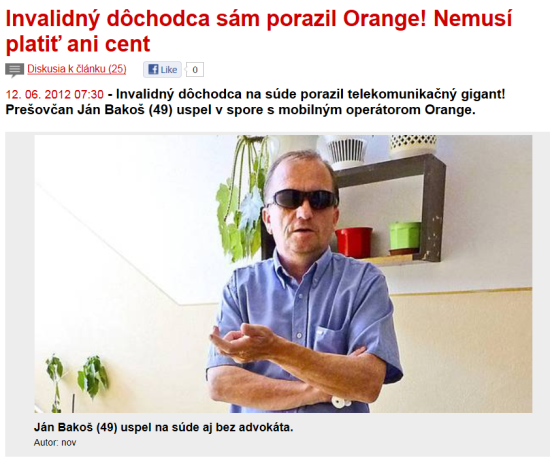 Invalidný dôchodca sám porazil Orange! Nemusí
platiť ani cent
Diskusia k článku (25)
Like
0
12. 06. 2012 07:30 - Invalidný dôchodca na súde porazil telekomunikačný gigant!
Prešovčan Ján Bakoš (49) uspel v spore s mobilným operátorom Orange.
Ján Bakoš (49) uspel na súde aj bez advokáta.
Autor: nov